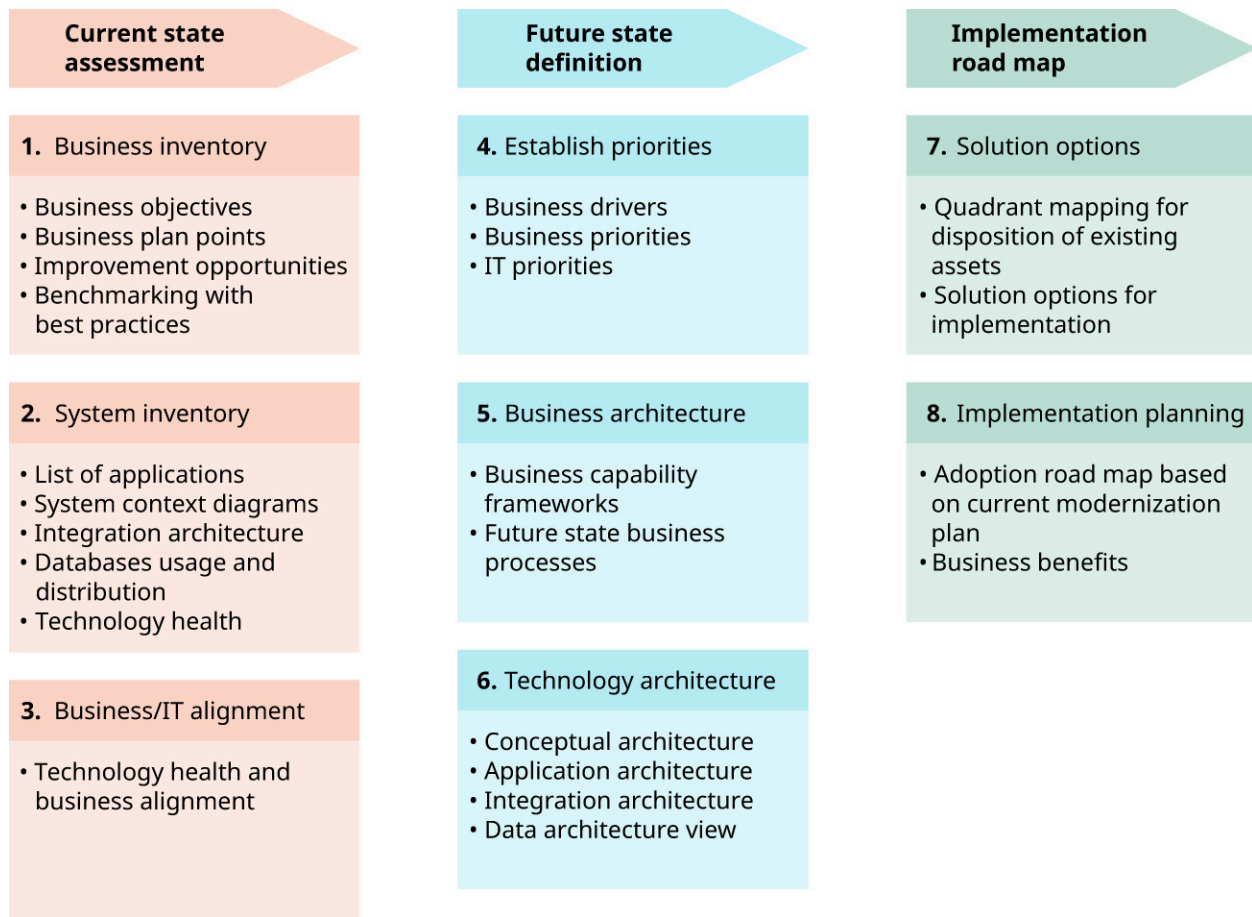 Current state
assessment
1. Business inventory
• Business objectives
• Business plan points
• Improvement opportunities
• Benchmarking with
best practices
2. System inventory
• List of applications
• System context diagrams
• Integration architecture
• Databases usage and
distribution
• Technology health
3. Business/IT alignment
• Technology health and
business alignment
Future state
definition
4. Establish priorities
• Business drivers
• Business priorities
• IT priorities
5. Business architecture
• Business capability
frameworks
• Future state business
processes
6. Technology architecture
• Conceptual architecture
• Application architecture
• Integration architecture
• Data architecture view
Implementation
road map
7. Solution options
• Quadrant mapping for
disposition of existing
assets
• Solution options for
implementation
8. Implementation planning
• Adoption road map based
on current modernization
plan
• Business benefits